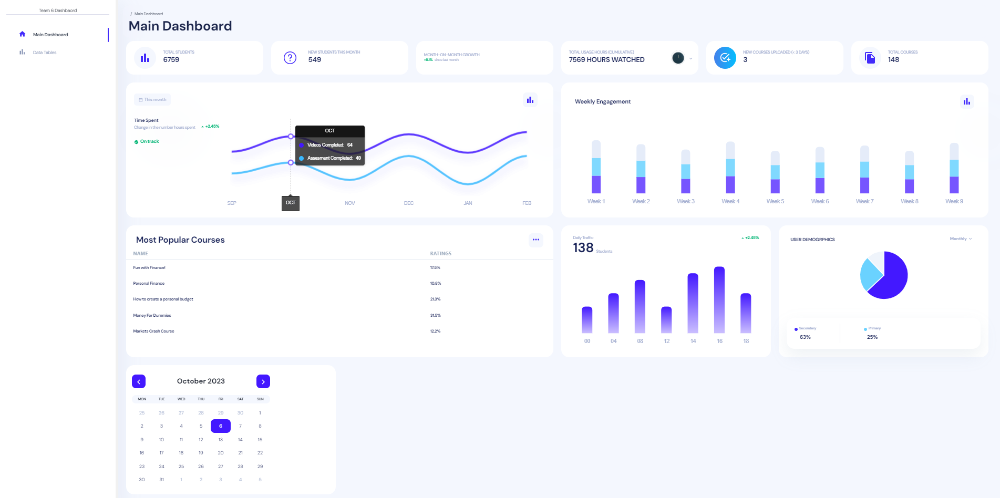 Team 6 Dashbaord
Main Dashboard
Data Tables
/ Main Dashboard
Main Dashboard
TOTAL STUDENTS
6759
NEW STUDENTS THIS MONTH
549
MONTH-ON-MONTH GROWTH
+8.1% since last month
TOTAL USAGE HOURS (CUMULATIVE)
7569 HOURS WATCHED
NEW COURSES UPLOADED (< 3 DAYS)
3
TOTAL COURSES
148
This month
Time Spent
Change in the number hours spent +2.45%
On track
OCT
Videos Completed: 64
Assesment Completed: 40
SEP OCT NOV DEC JAN FEB
Weekly Engagement
Week 1 Week 2 Week 3 Week 4 Week 5 Week 6 Week 7 Week 8 Week 9
Most Popular Courses
NAME RATINGS
Fun with Finance! 17.5%
Personal Finance 10.8%
How to create a personal budget 21.3%
Money For Dummies 31.5%
Markets Crash Course 12.2%
Daily Traffic +2.45%
138 Students
00 04 08 12 14 16 18
USER DEMOGRPHICS Monthly
Secondary Primary
63% 25%
October 2023
MON TUE WED THU FRI SAT SUN
25 26 27 28 29 30 1
2 3 4 5 6 7 8
9 10 11 12 13 14 15
16 17 18 19 20 21 22
23 24 25 26 27 28 29
30 31 1 2 3 4 5